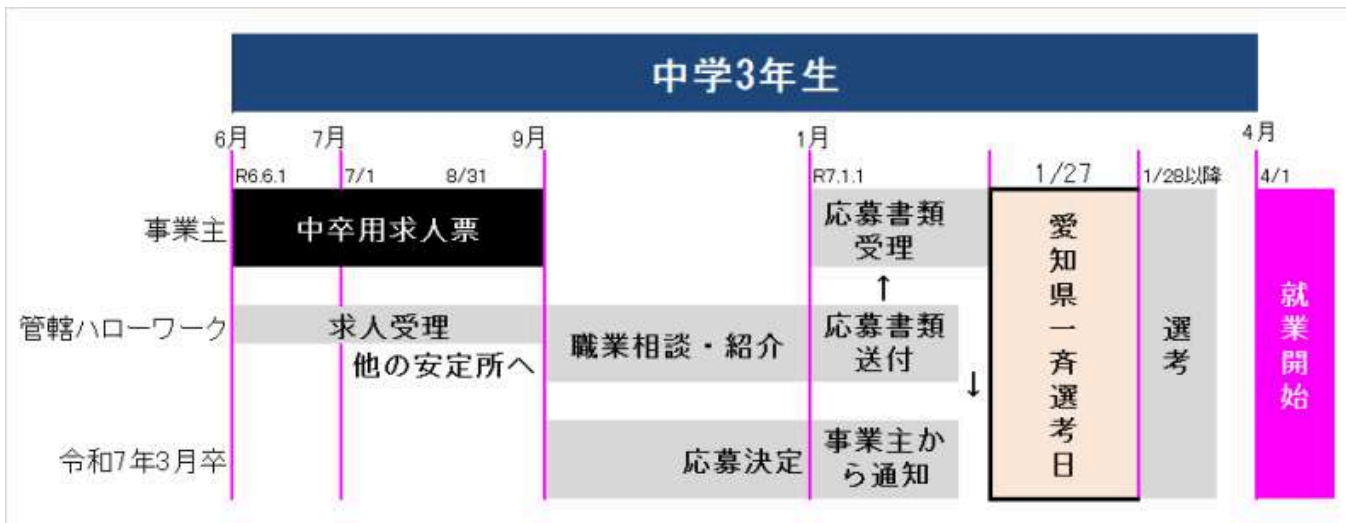 中学3年生
6月
7月
9月
1月
4月
R6.6.1
7/1
8/31
R7.1.1
1/27
1/28以降
4/1
事業主
中卒用求人票
応募書類
受理
↑
管轄ハローワーク
求人受理
他の安定所へ
職業相談・紹介
応募書類
送付
↓
令和7年3月卒
応募決定
事業主か
ら通知
愛知県一斉選考日
選考
就業開始